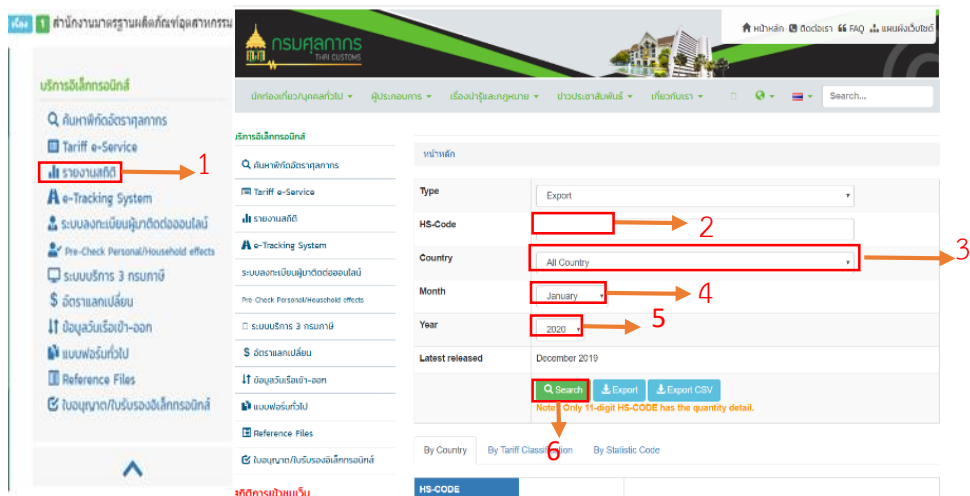 เรื่อง 1 สำนักงานมาตรฐานผลิตภัณฑ์อุตสาหกรรม
บริการอิเล็กทรอนิกส์
ค้นหาพิกัดอัตราศุลกากร
Tariff e-Service
รายงานสถิติ
1
e-Tracking System
ระบบลงทะเบียนผู้มาติดต่อออนไลน์
Pre-Check Personal/Household effects
ระบบบริการ 3 กรมภาษี
$ อัตราแลกเปลี่ยน
ข้อมูลวันเรือเข้า-ออก
แบบฟอร์มทั่วไป
Reference Files
ใบอนุญาต/ใบรับรองอิเล็กทรอนิกส์
กรมศุลกากร
THAI CUSTOMS
หน้าหลัก ติดต่อเรา FAQ แผนผังเว็บไซต์
นักท่องเที่ยว/บุคคลทั่วไป ผู้ประกอบการ เรื่องน่ารู้และกฎหมาย ข่าวประชาสัมพันธ์ เกี่ยวกับเรา Search...
บริการอิเล็กทรอนิกส์
ค้นหาพิกัดอัตราศุลกากร
Tariff e-Service
รายงานสถิติ
e-Tracking System
ระบบลงทะเบียนผู้มาติดต่อออนไลน์
Pre-Check Personal/Household effects
ระบบบริการ 3 กรมภาษี
$ อัตราแลกเปลี่ยน
ข้อมูลวันเรือเข้า-ออก
แบบฟอร์มทั่วไป
Reference Files
ใบอนุญาต/ใบรับรองอิเล็กทรอนิกส์
สถิติการเข้าชมเว็บ
หน้าหลัก
Type Export
HS-Code 2
Country All Country 3
Month January 4
Year 2020 5
Latest released December 2019
Search Export Export CSV
Note : Only 11-digit HS-CODE has the quantity detail.
6
By Country By Tariff Classification By Statistic Code
HS-CODE